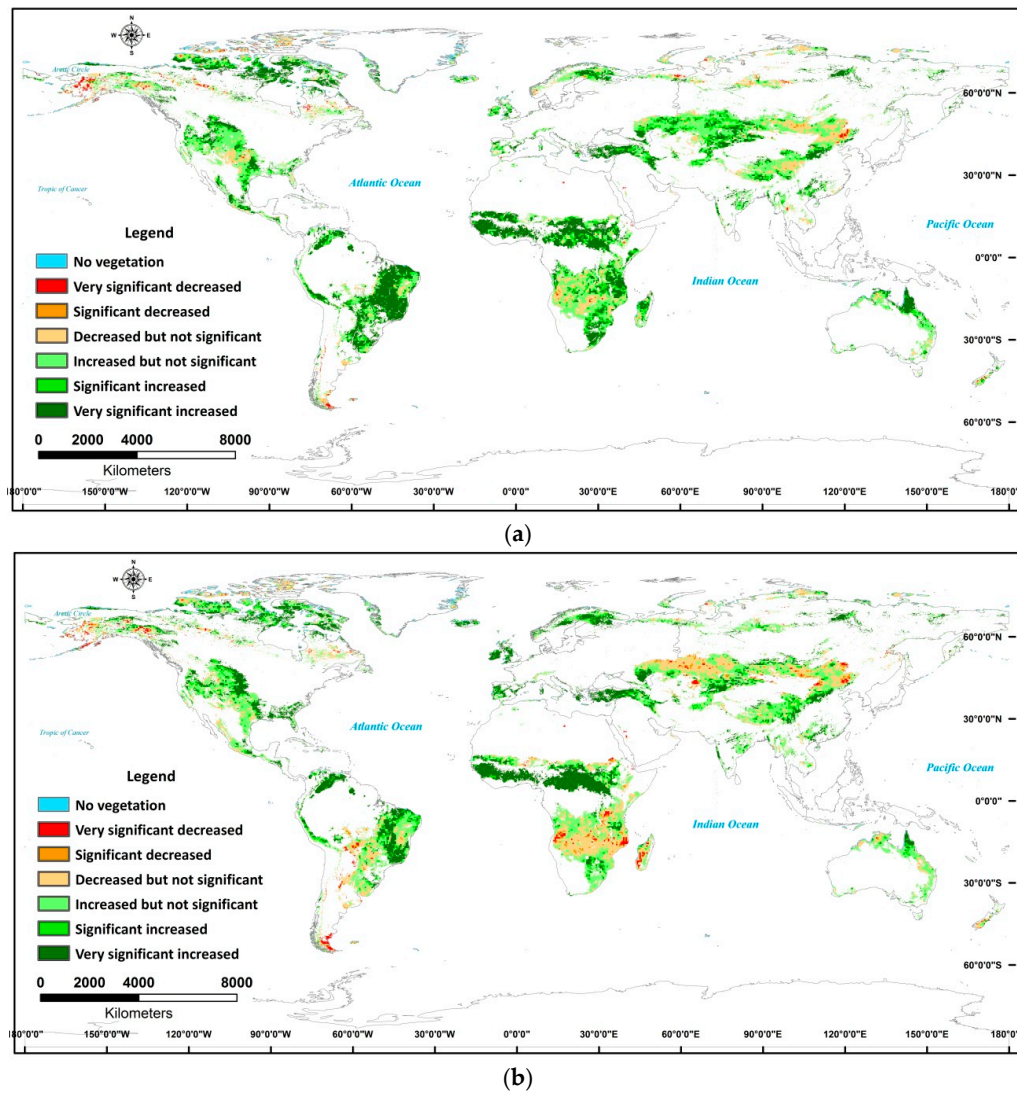 N
W E
S
Arctic Circle
60°0'0"N
30°0'0"N
Atlantic Ocean
Tropic of Cancer
Pacific Ocean
Legend
No vegetation
0°0'0"
Indian Ocean
Very significant decreased
Significant decreased
Decreased but not significant
30°0'0"S
Increased but not significant
Significant increased
Very significant increased
60°0'0"S
0 2000 4000 8000
Kilometers
180°0'0" 150°0'0"W 120°0'0"W 90°0'0"W 60°0'0"W 30°0'0"W 0°0'0" 30°0'0"E 60°0'0"E 90°0'0"E 120°0'0"E 150°0'0"E 180°0'0"
(a)
N
W E
S
Arctic Circle
60°0'0"N
30°0'0"N
Atlantic Ocean
Tropic of Cancer
Pacific Ocean
Legend
No vegetation
0°0'0"
Indian Ocean
Very significant decreased
Significant decreased
Decreased but not significant
30°0'0"S
Increased but not significant
Significant increased
Very significant increased
60°0'0"S
0 2000 4000 8000
Kilometers
180°0'0" 150°0'0"W 120°0'0"W 90°0'0"W 60°0'0"W 30°0'0"W 0°0'0" 30°0'0"E 60°0'0"E 90°0'0"E 120°0'0"E 150°0'0"E 180°0'0"
(b)